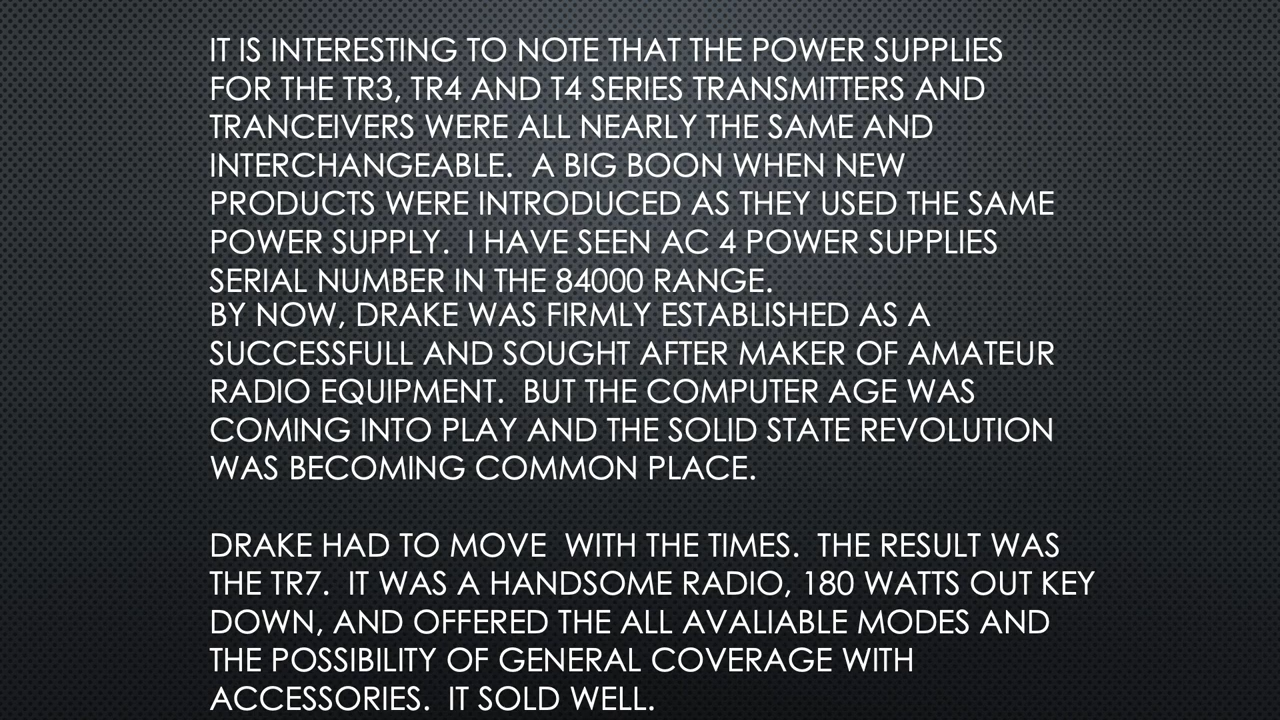 IT IS INTERESTING TO NOTE THAT THE POWER SUPPLIES
FOR THE TR3, TR4 AND T4 SERIES TRANSMITTERS AND
TRANCEIVERS WERE ALL NEARLY THE SAME AND
INTERCHANGEABLE.  A BIG BOON WHEN NEW
PRODUCTS WERE INTRODUCED AS THEY USED THE SAME
POWER SUPPLY.  I HAVE SEEN AC 4 POWER SUPPLIES
SERIAL NUMBER IN THE 84000 RANGE.
BY NOW, DRAKE WAS FIRMLY ESTABLISHED AS A
SUCCESSFULL AND SOUGHT AFTER MAKER OF AMATEUR
RADIO EQUIPMENT.  BUT THE COMPUTER AGE WAS
COMING INTO PLAY AND THE SOLID STATE REVOLUTION
WAS BECOMING COMMON PLACE.
DRAKE HAD TO MOVE  WITH THE TIMES.  THE RESULT WAS
THE TR7.  IT WAS A HANDSOME RADIO, 180 WATTS OUT KEY
DOWN, AND OFFERED THE ALL AVALIABLE MODES AND
THE POSSIBILITY OF GENERAL COVERAGE WITH
ACCESSORIES.  IT SOLD WELL.